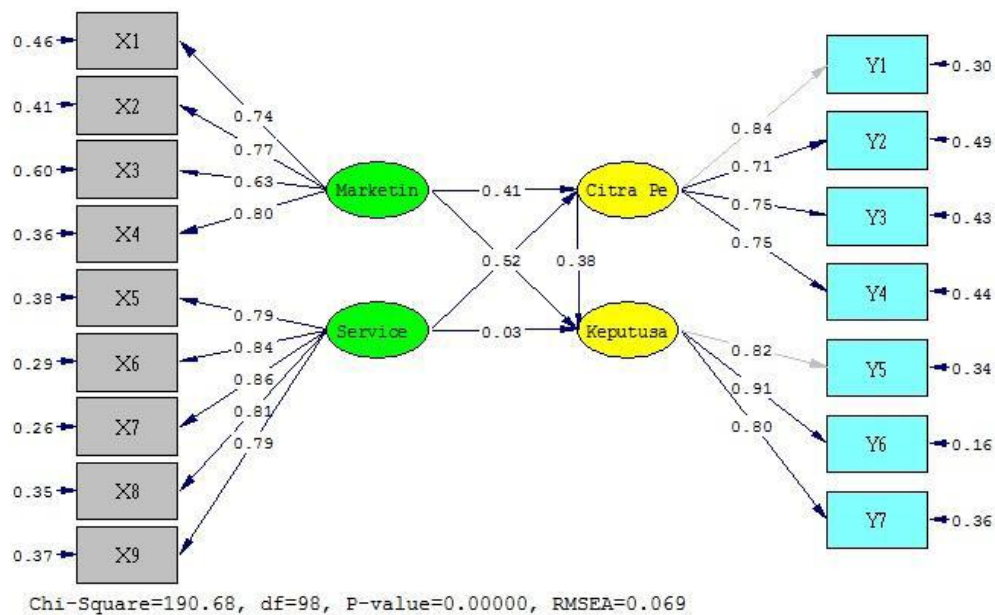 0.46 X1
0.41 X2
0.60 X3
0.36 X4
0.38 X5
0.29 X6
0.26 X7
0.35 X8
0.37 X9
0.74
0.77
0.63
0.80
0.79
0.84
0.86
0.81
0.79
Marketin
Service
0.41
0.52
0.38
0.03
Citra Pe
Keputusa
0.84
0.71
0.75
0.75
0.82
0.91
0.80
Y1 0.30
Y2 0.49
Y3 0.43
Y4 0.44
Y5 0.34
Y6 0.16
Y7 0.36
Chi-Square=190.68, df=98, P-value=0.00000, RMSEA=0.069